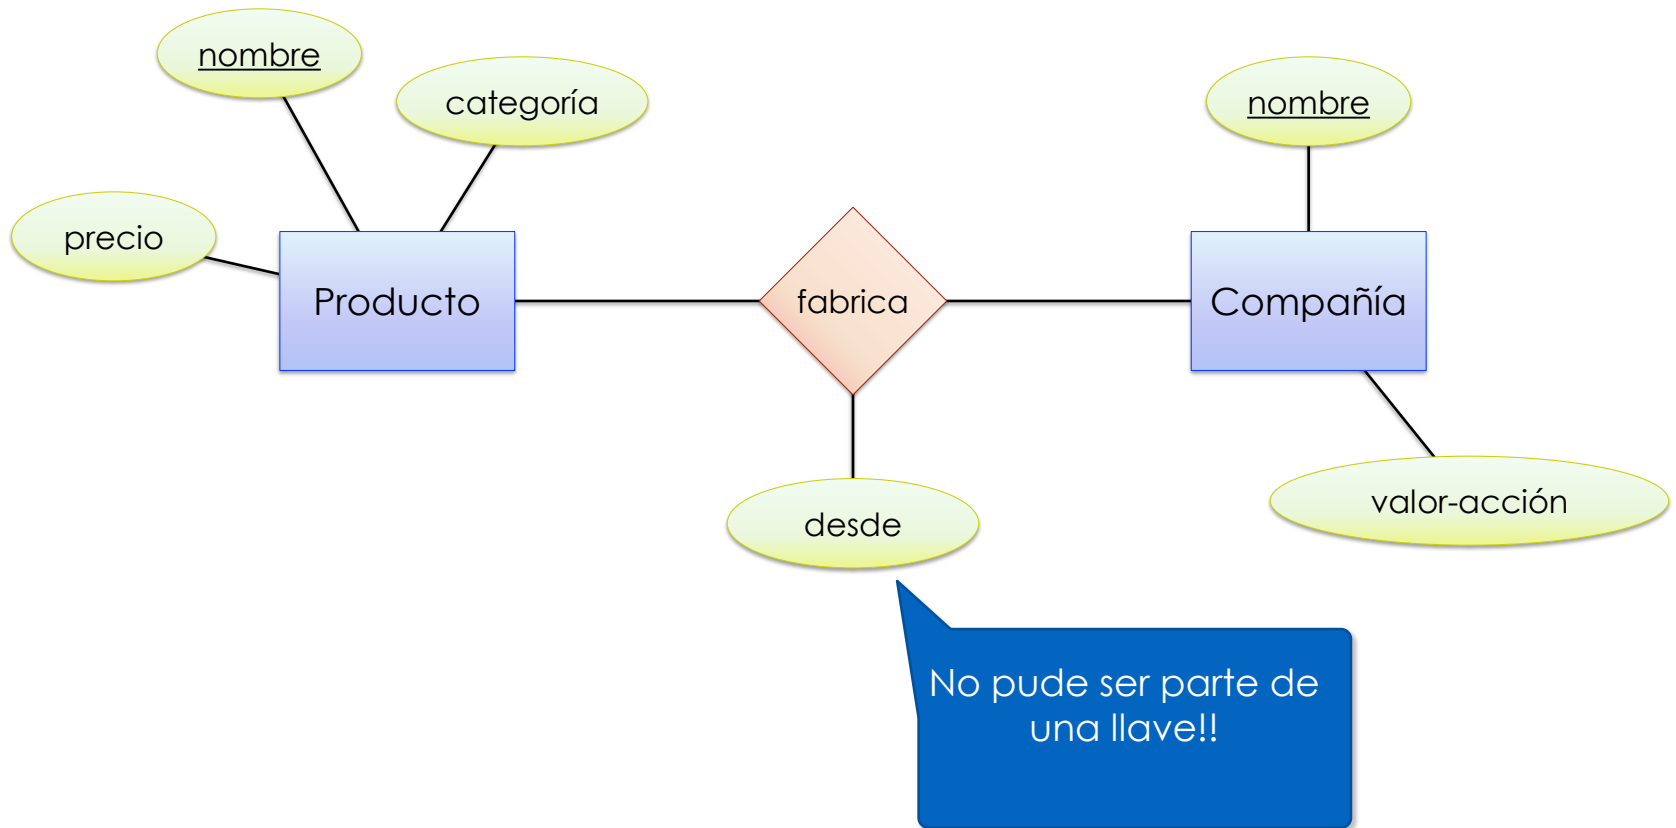 nombre
categoría
nombre
precio
Producto
fabrica
Compañía
valor-acción
desde
No pude ser parte de
una llave!!